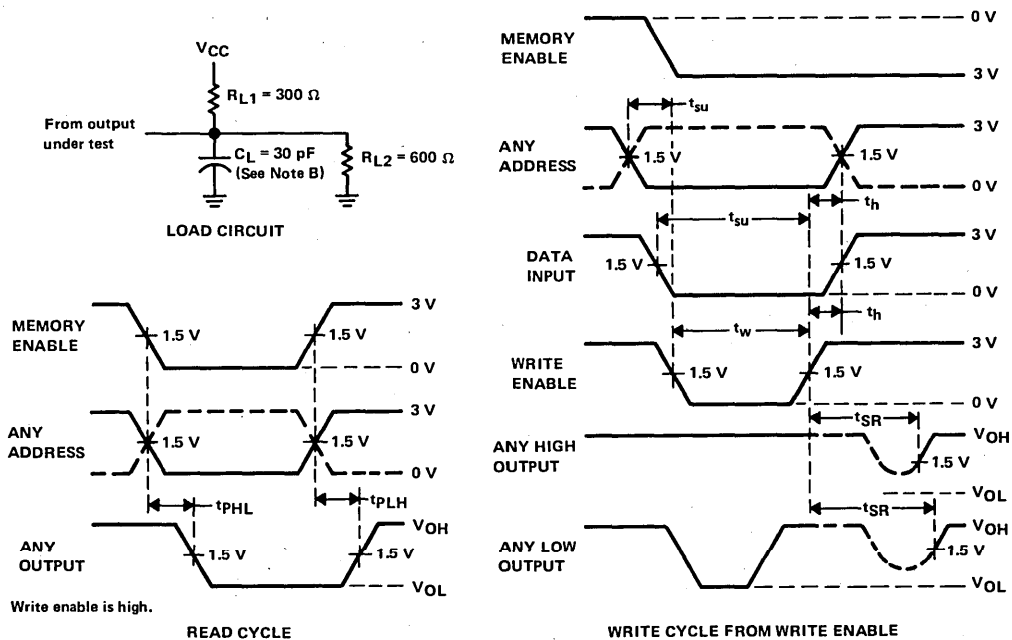 VCC
RL1 = 300 Ω
From output
under test
CL = 30 pF
(See Note B)
RL2 = 600 Ω
LOAD CIRCUIT
MEMORY
ENABLE
1.5 V
1.5 V
3 V
0 V
ANY
ADDRESS
1.5 V
1.5 V
3 V
0 V
tPHL
tPLH
ANY
OUTPUT
1.5 V
1.5 V
VOH
VOL
Write enable is high.
READ CYCLE
MEMORY
ENABLE
0 V
3 V
tsu
ANY
ADDRESS
1.5 V
1.5 V
3 V
0 V
tsu
th
DATA
INPUT
1.5 V
1.5 V
3 V
0 V
tw
th
WRITE
ENABLE
1.5 V
1.5 V
3 V
0 V
tSR
ANY HIGH
OUTPUT
VOH
1.5 V
VOL
tSR
ANY LOW
OUTPUT
VOH
1.5 V
VOL
WRITE CYCLE FROM WRITE ENABLE